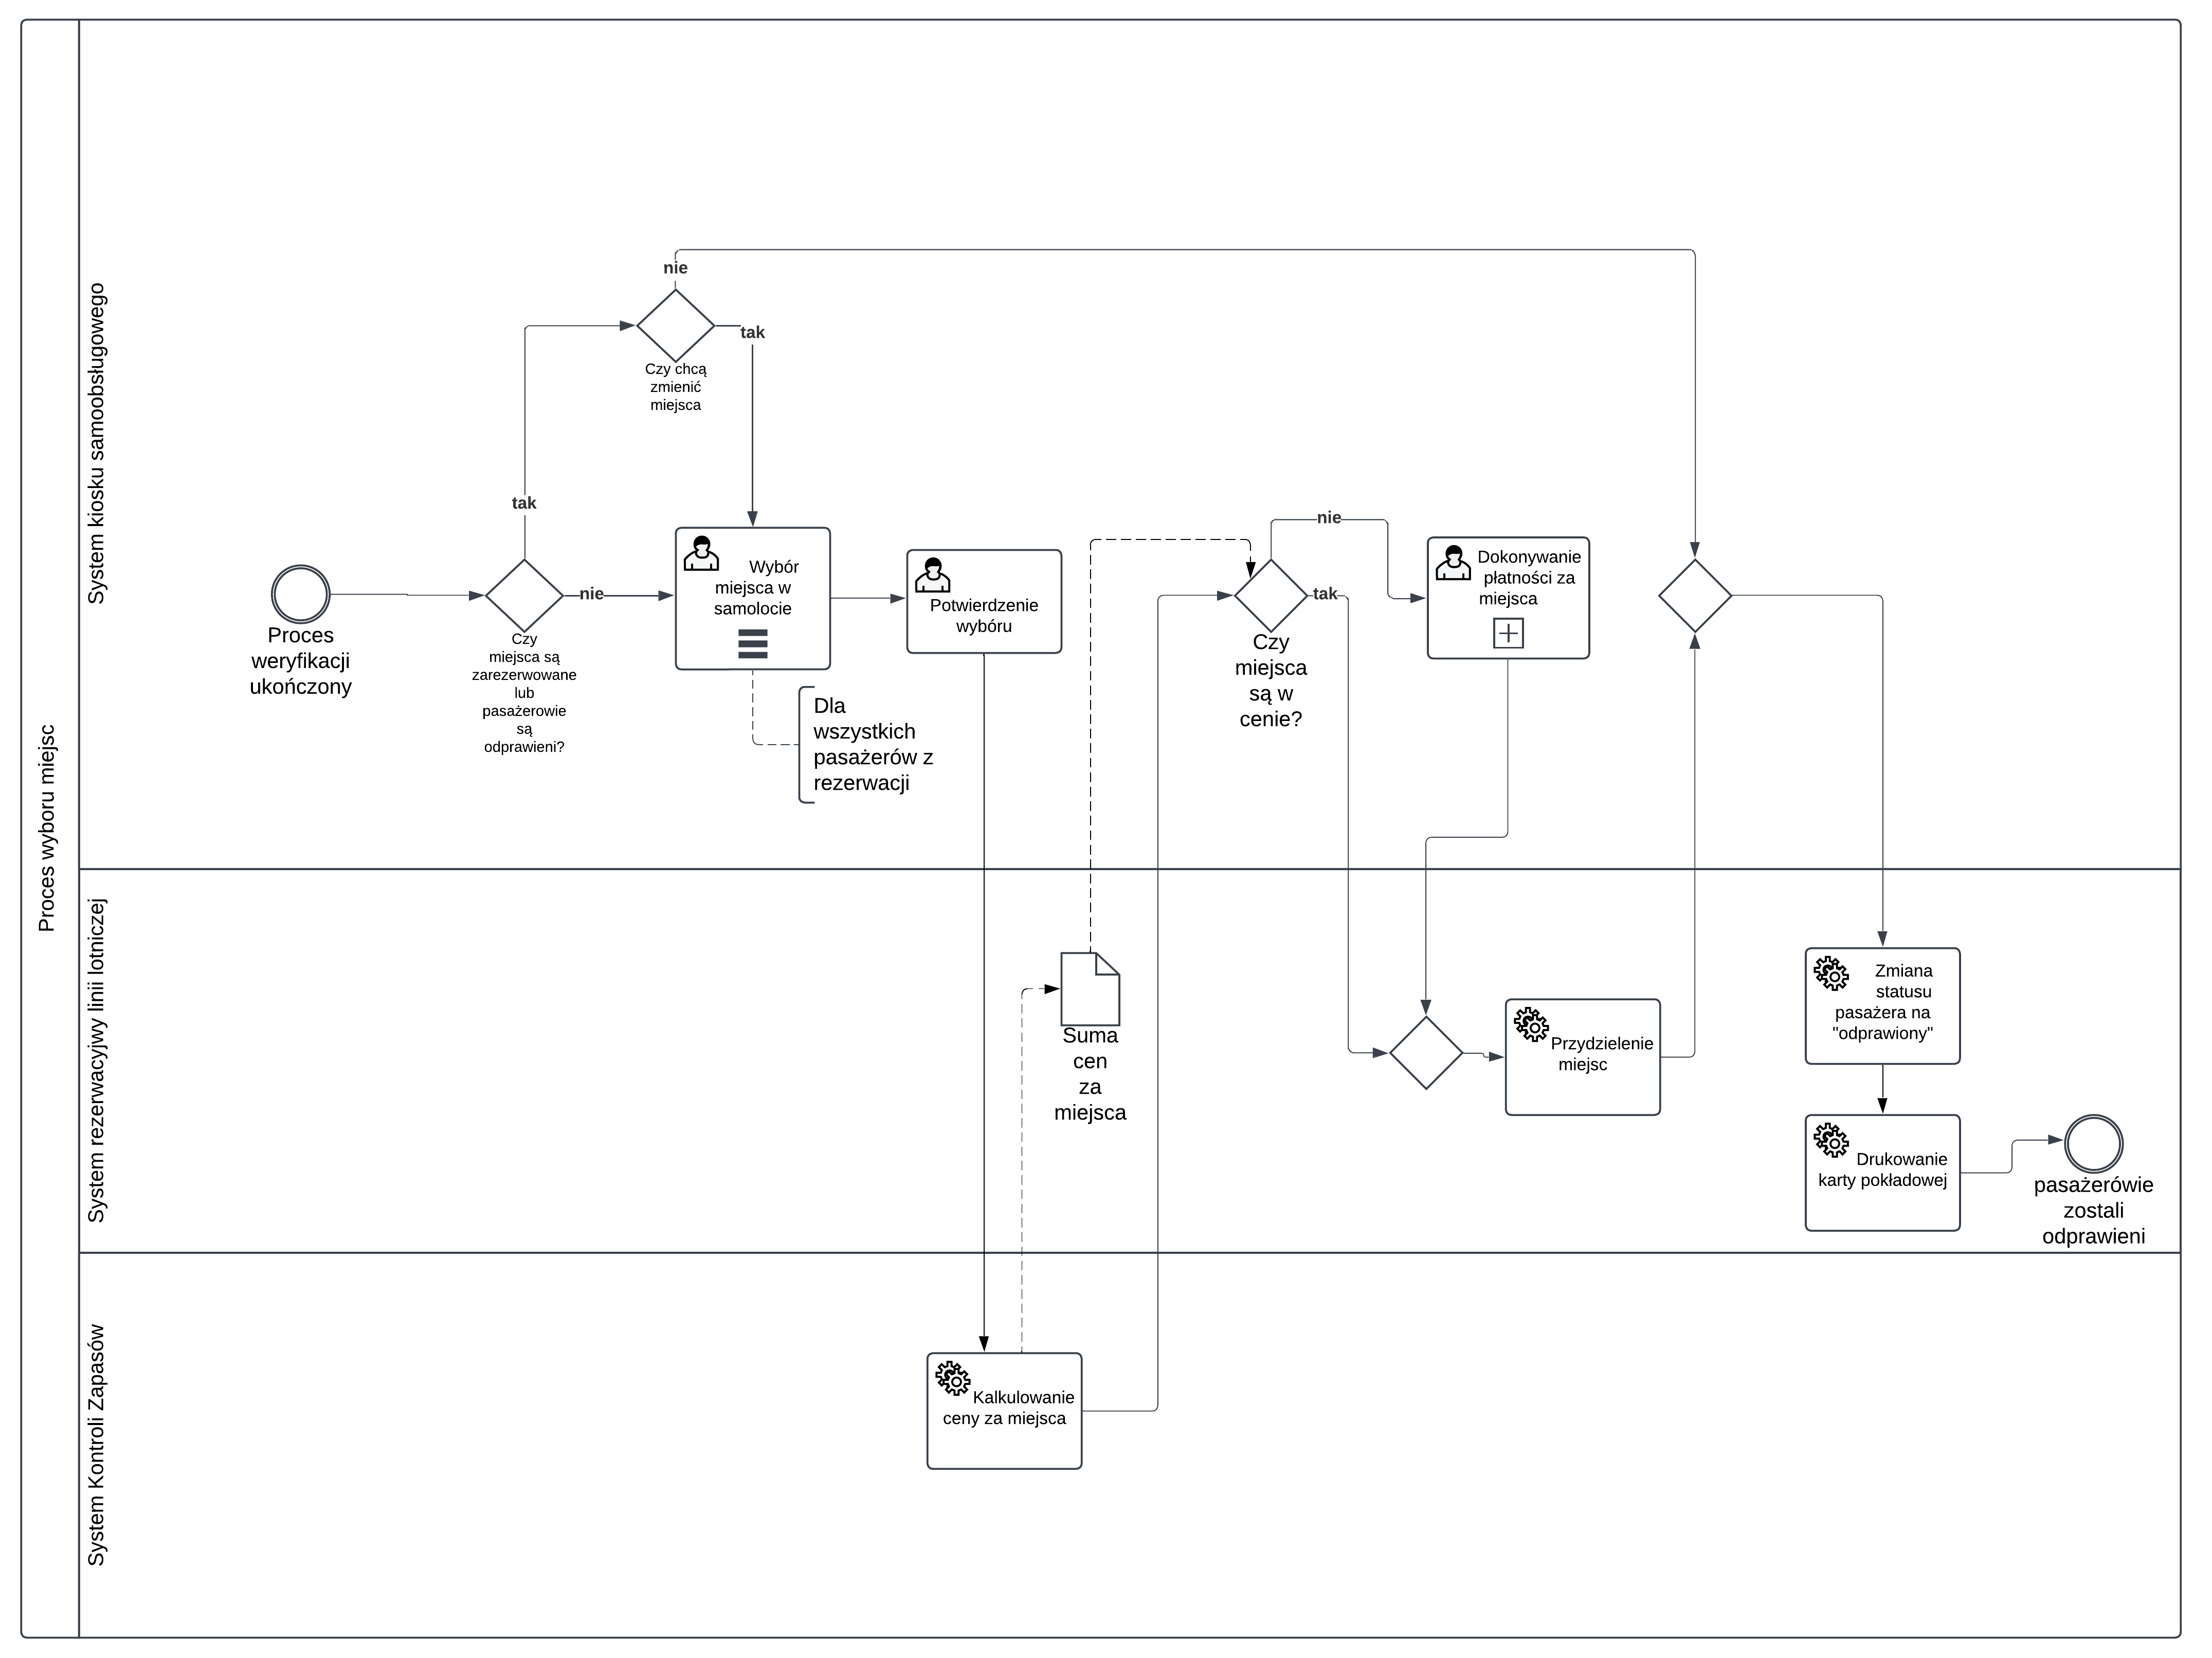 Proces wyboru miejsc
System kiosku samoobsługowego
nie
tak
Czy chcą
zmienić
miejsca
tak
Proces
weryfikacji
ukończony
nie
Czy
miejsca są
zarezerwowane
lub
pasażerowie
są
odprawieni?
Wybór
miejsca w
samolocie
Dla
wszystkich
pasażerów z
rezerwacji
Potwierdzenie
wybóru
nie
tak
Czy
miejsca
są w
cenie?
Dokonywanie
płatności za
miejsca
System rezerwacyjwy linii lotniczej
Suma
cen
za
miejsca
Przydzielenie
miejsc
Zmiana
statusu
pasażera na
"odprawiony"
Drukowanie
karty pokładowej
pasażerówie
zostali
odprawieni
System Kontroli Zapasów
Kalkulowanie
ceny za miejsca